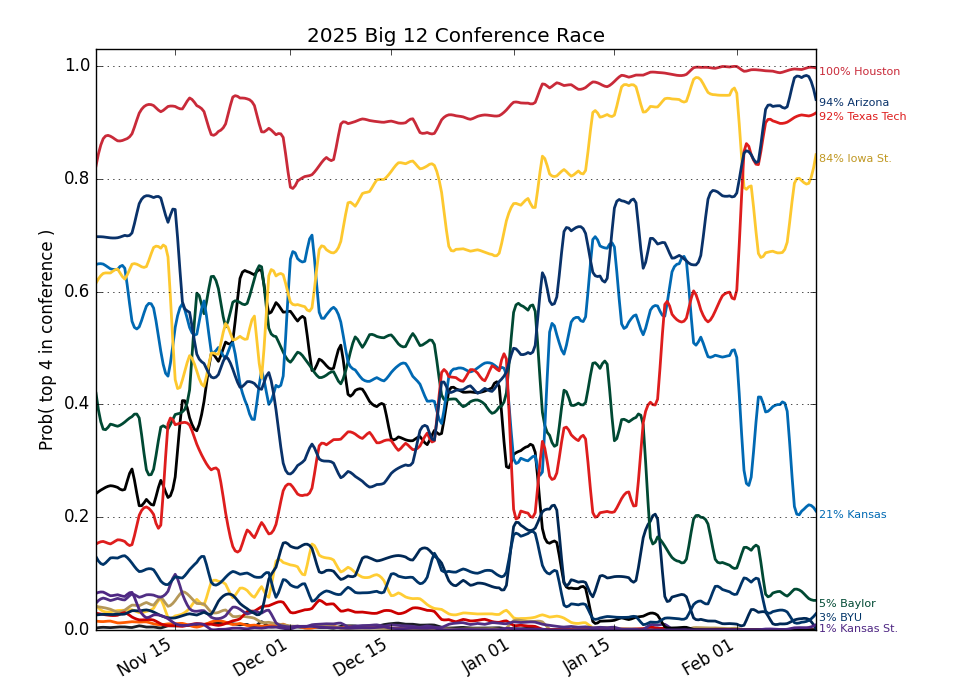 2025 Big 12 Conference Race
Prob( top 4 in conference )
1.0
0.8
0.6
0.4
0.2
0.0
Nov 15
Dec 01
Dec 15
Jan 01
Jan 15
Feb 01
100% Houston
94% Arizona
92% Texas Tech
84% Iowa St.
21% Kansas
5% Baylor
3% BYU
1% Kansas St.